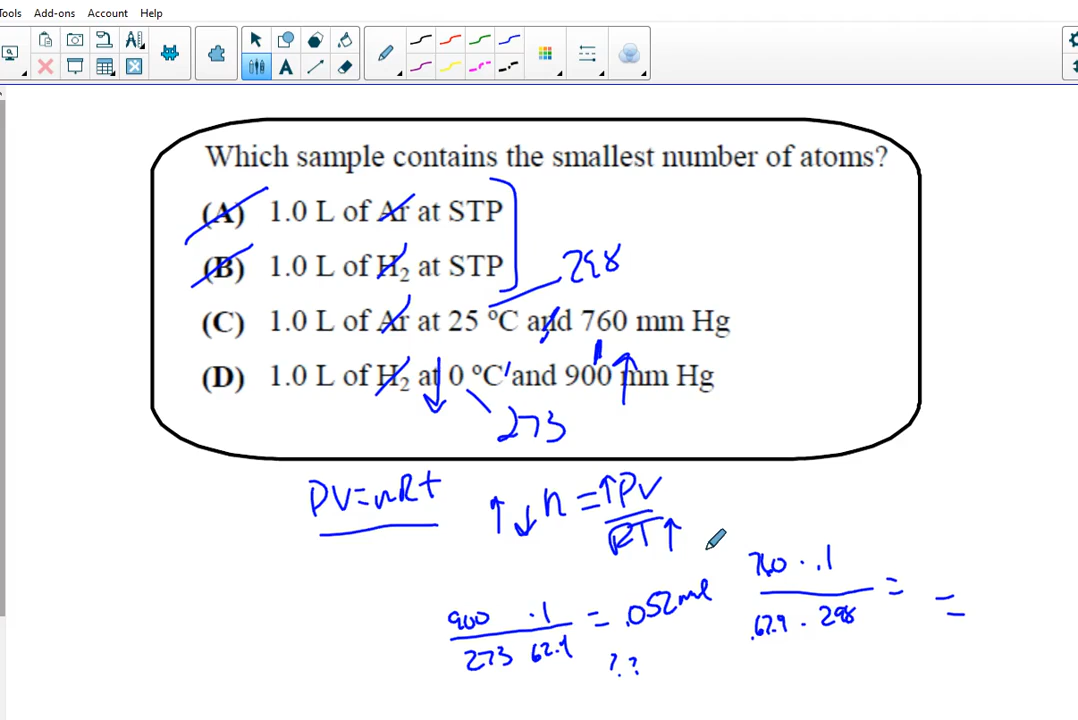 Tools Add-ons Account Help
Which sample contains the smallest number of atoms?
(A) 1.0 L of Ar at STP
(B) 1.0 L of H₂ at STP
298
(C) 1.0 L of Ar at 25 °C and 760 mm Hg
(D) 1.0 L of H₂ at 0 °C and 900 mm Hg
273
PV=nRt
↑ ↓ n = ↑PV
RT↑
760 · .1
900 · .1 = .052 mol
= =
62.4 · 298
273 62.4
? ?